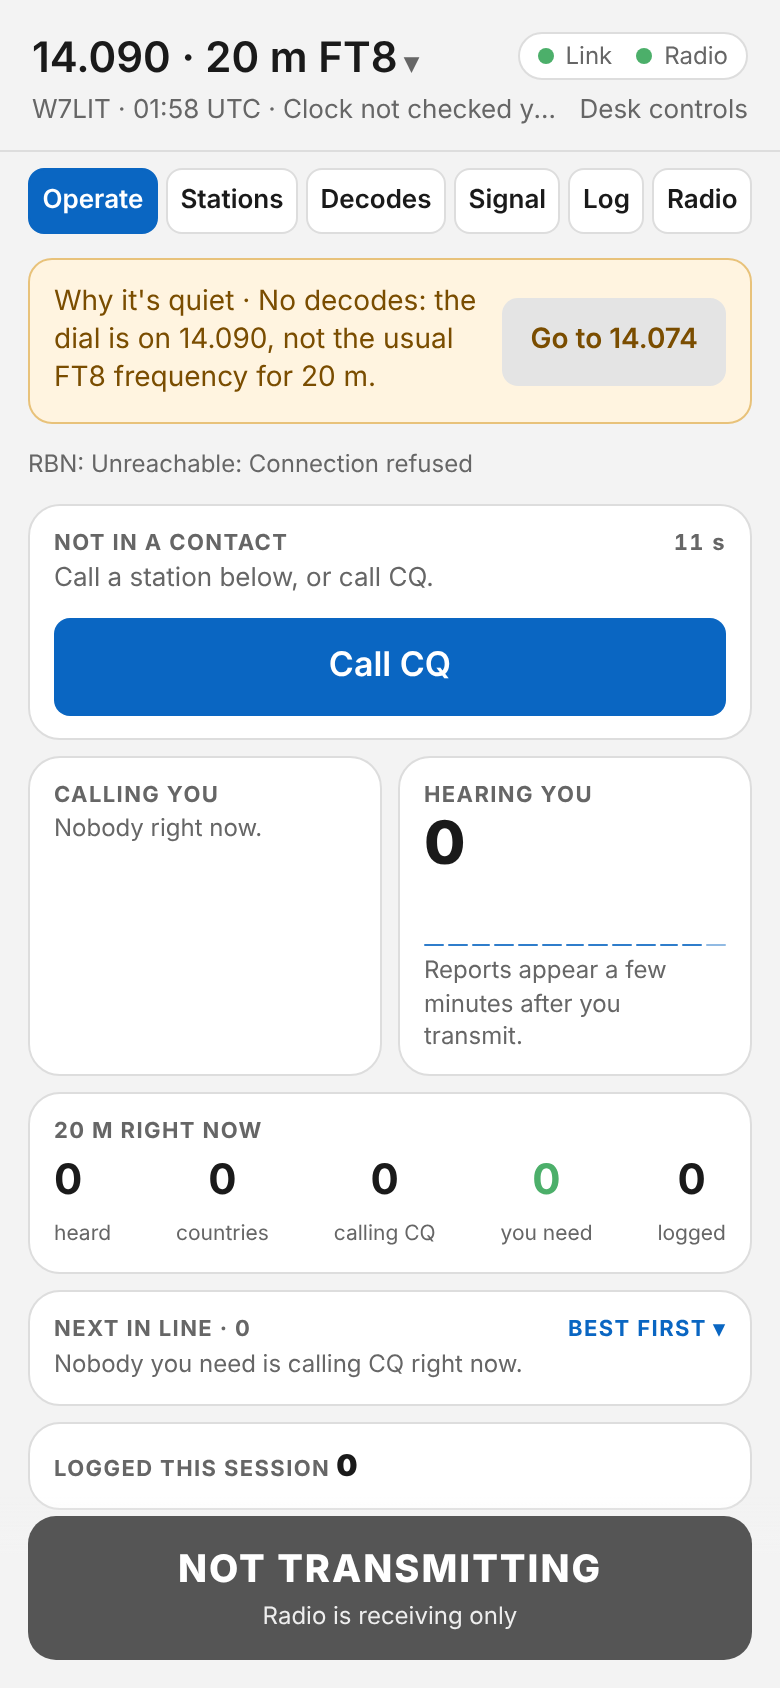 14.090 · 20 m FT8 ▾
Link Radio
W7LIT · 01:58 UTC · Clock not checked y... Desk controls
Operate Stations Decodes Signal Log Radio
Why it's quiet · No decodes: the
dial is on 14.090, not the usual
FT8 frequency for 20 m.
Go to 14.074
RBN: Unreachable: Connection refused
NOT IN A CONTACT 11 s
Call a station below, or call CQ.
Call CQ
CALLING YOU
Nobody right now.
HEARING YOU
0
Reports appear a few
minutes after you
transmit.
20 M RIGHT NOW
0 0 0 0 0
heard countries calling CQ you need logged
NEXT IN LINE · 0 BEST FIRST ▾
Nobody you need is calling CQ right now.
LOGGED THIS SESSION 0
NOT TRANSMITTING
Radio is receiving only